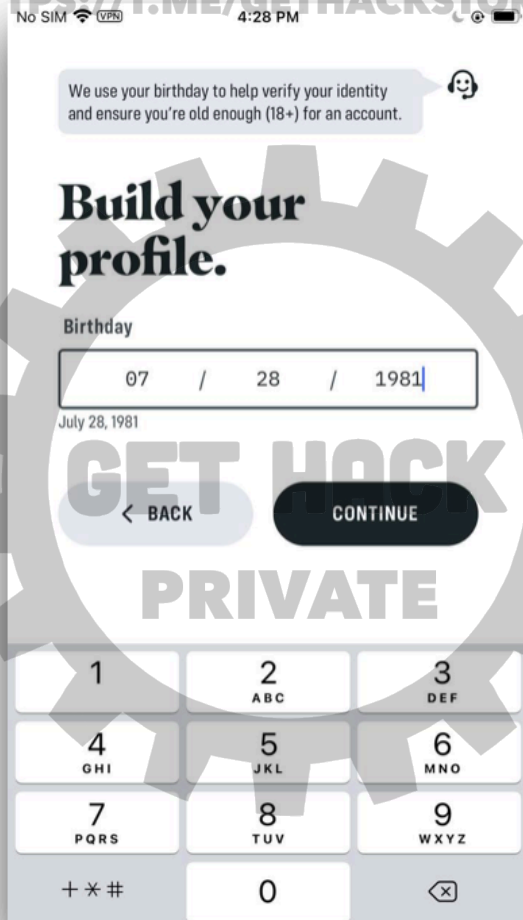 No SIM VPN 4:28 PM
We use your birthday to help verify your identity
and ensure you're old enough (18+) for an account.
Build your
profile.
Birthday
07 / 28 / 1981
July 28, 1981
GET HACK
< BACK CONTINUE
PRIVATE
1 2 3
ABC DEF
4 5 6
GHI JKL MNO
7 8 9
PQRS TUV WXYZ
+*# 0